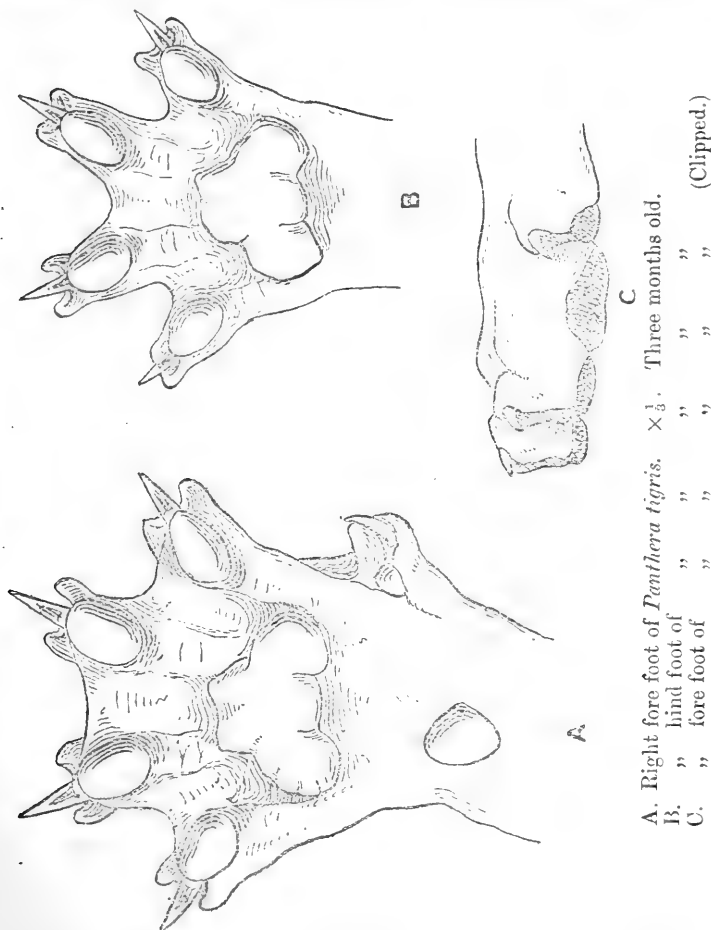 A
B
C
A. Right fore foot of Panthera tigris. × 1/3. Three months old.
B. „ hind foot of „ „ „ „ „
C. „ fore foot of „ „ „ „ „ (Clipped.)